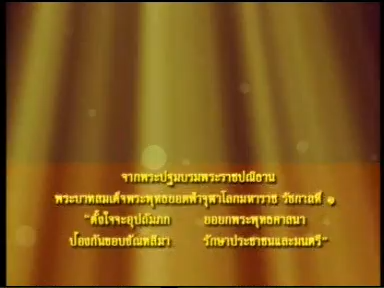 จากพระปฐมบรมพระราชปณิธาน
พระบาทสมเด็จพระพุทธยอดฟ้าจุฬาโลกมหาราช รัชกาลที่ ๑
"ตั้งใจจะอุปถัมภก ยอยกพระพุทธศาสนา
ป้องกันขอบขัณฑสีมา รักษาประชาชนและมนตรี"